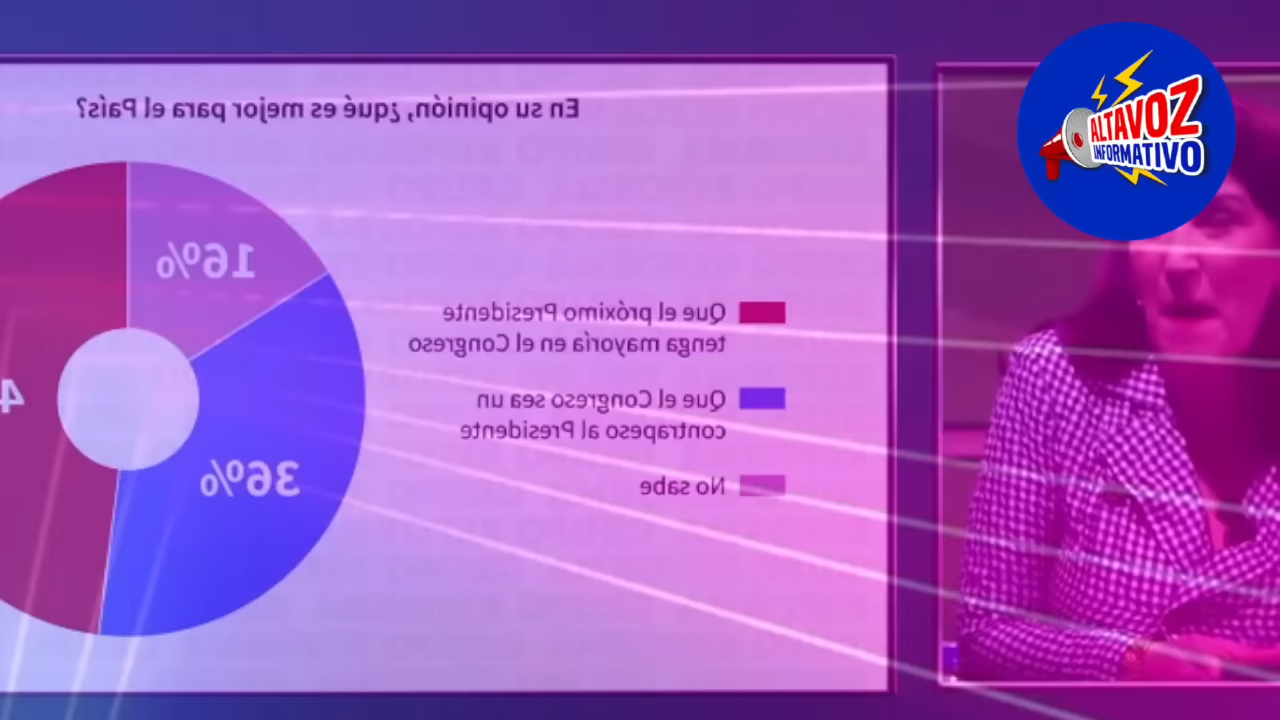 En su opinión, ¿qué es mejor para el País?
16%
36%
4
Que el próximo Presidente
tenga mayoría en el Congreso
Que el Congreso sea un
contrapeso al Presidente
No sabe
ALTAVOZ
INFORMATIVO